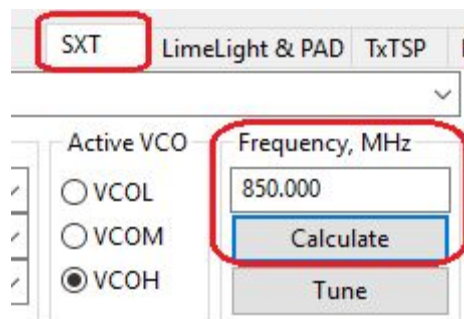 SXT LimeLight & PAD TxTSP
Active VCO Frequency, MHz
VCOL 850.000
VCOM Calculate
VCOH Tune